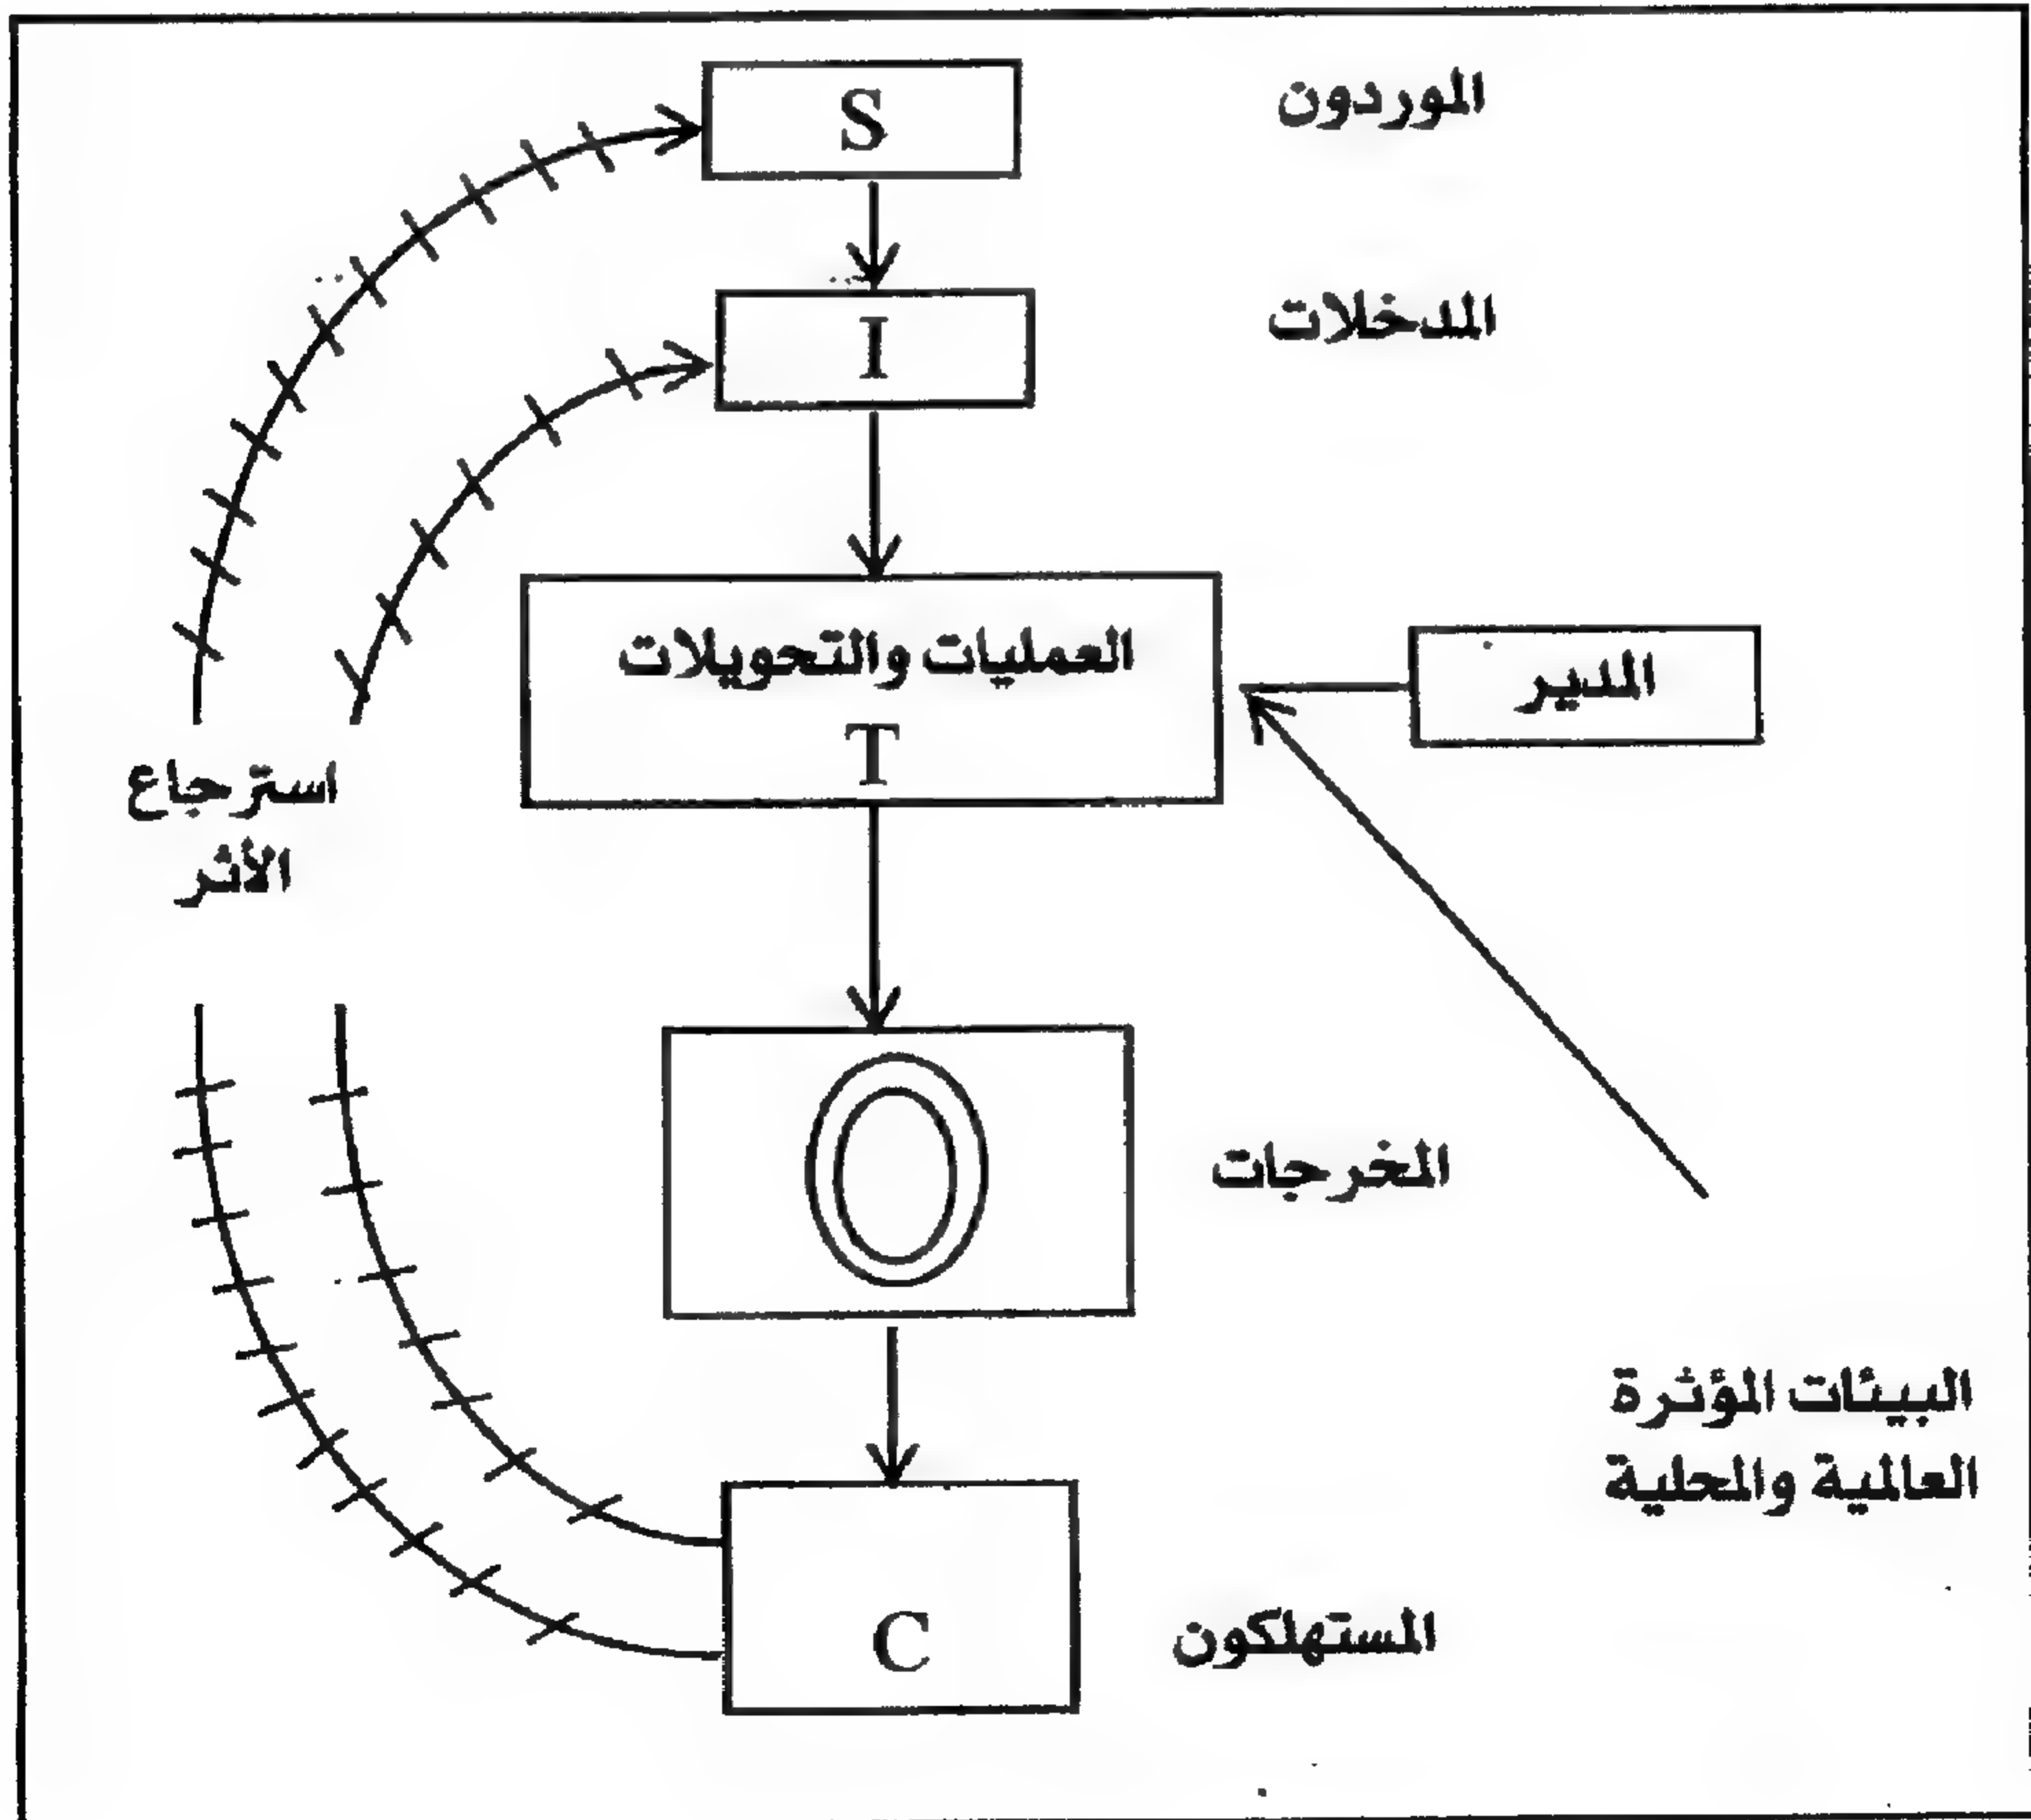 S
الموردون
I
المدخلات
العمليات والتحويلات
T
المدير
استرجاع
الأثر
O
المخرجات
البيئات المؤثرة
العالمية والمحلية
C
المستهلكون